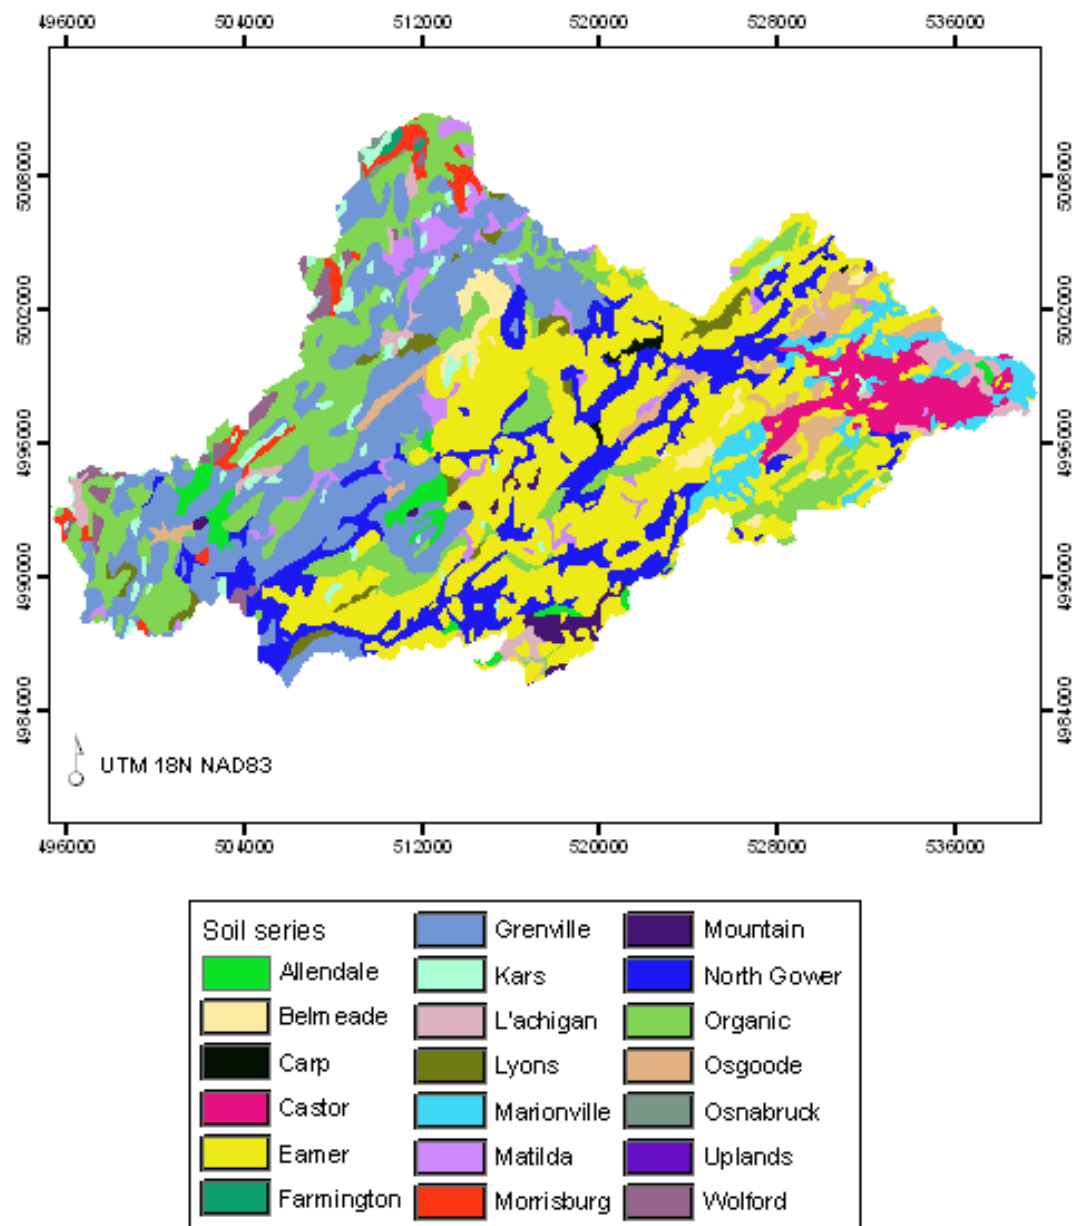 496000 504000 512000 520000 528000 536000
5008000 5008000
5002000 5002000
4996000 4996000
4990000 4990000
4984000 4984000
UTM 18N NAD83
496000 504000 512000 520000 528000 536000
Soil series
Allendale
Belmeade
Carp
Castor
Earner
Farmington
Grenville
Kars
L'achigan
Lyons
Marionville
Matilda
Morrisburg
Mountain
North Gower
Organic
Osgoode
Osnabruck
Uplands
Wolford